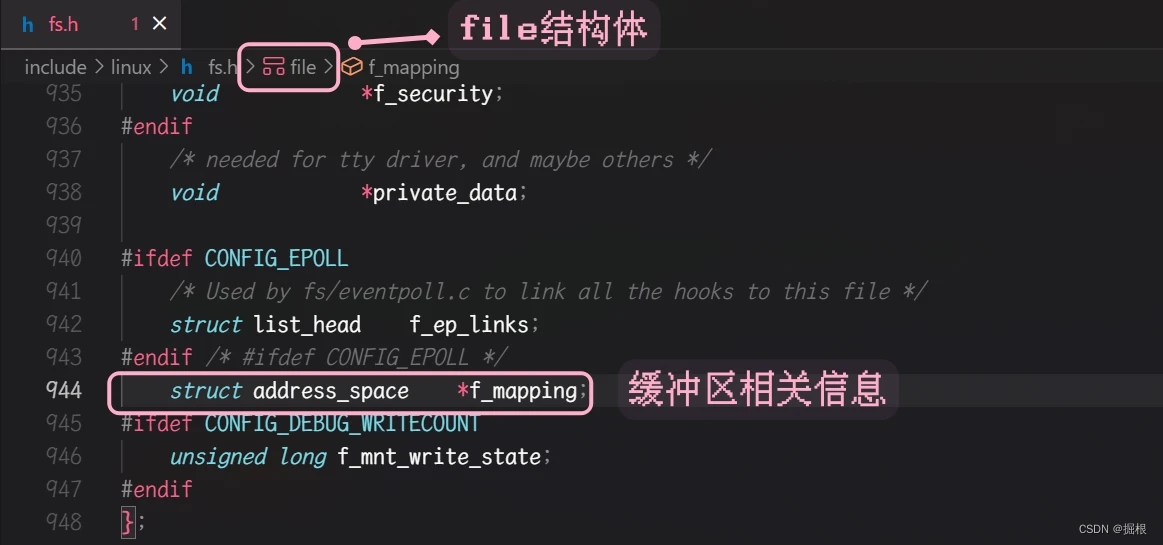 h fs.h 1 ×
file结构体
include > linux > h fs.h > file > f_mapping
935 void *f_security;
936 #endif
937 /* needed for tty driver, and maybe others */
938 void *private_data;
939
940 #ifdef CONFIG_EPOLL
941 /* Used by fs/eventpoll.c to link all the hooks to this file */
942 struct list_head f_ep_links;
943 #endif /* #ifdef CONFIG_EPOLL */
944 struct address_space *f_mapping; 缓冲区相关信息
945 #ifdef CONFIG_DEBUG_WRITECOUNT
946 unsigned long f_mnt_write_state;
947 #endif
948 };
CSDN @掘根